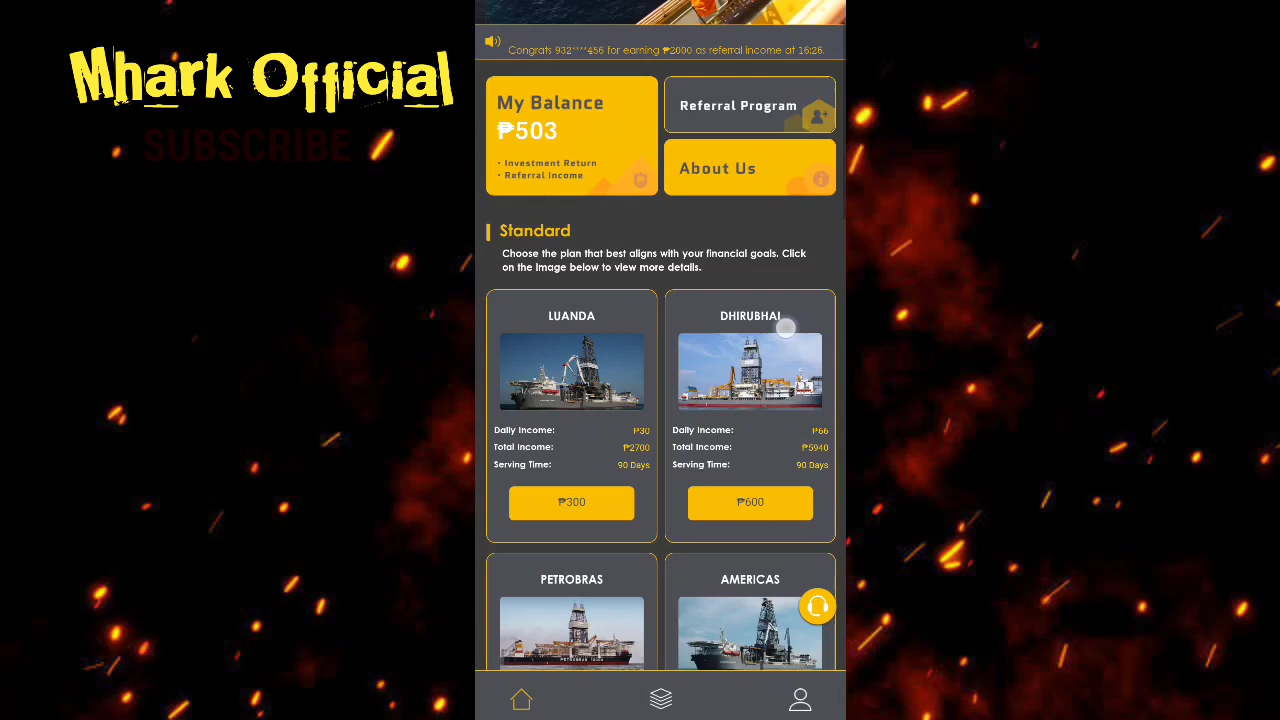 Mhark Official
SUBSCRIBE
Congrats 932****456 for earning ₱2000 as referral income at 16:26.
My Balance
₱503
• Investment Return
• Referral Income
Referral Program
About Us
Standard
Choose the plan that best aligns with your financial goals. Click
on the image below to view more details.
LUANDA
Daily Income: ₱30
Total Income: ₱2700
Serving Time: 90 Days
₱300
DHIRUBHAI
Daily Income: ₱66
Total Income: ₱5940
Serving Time: 90 Days
₱600
PETROBRAS
AMERICAS